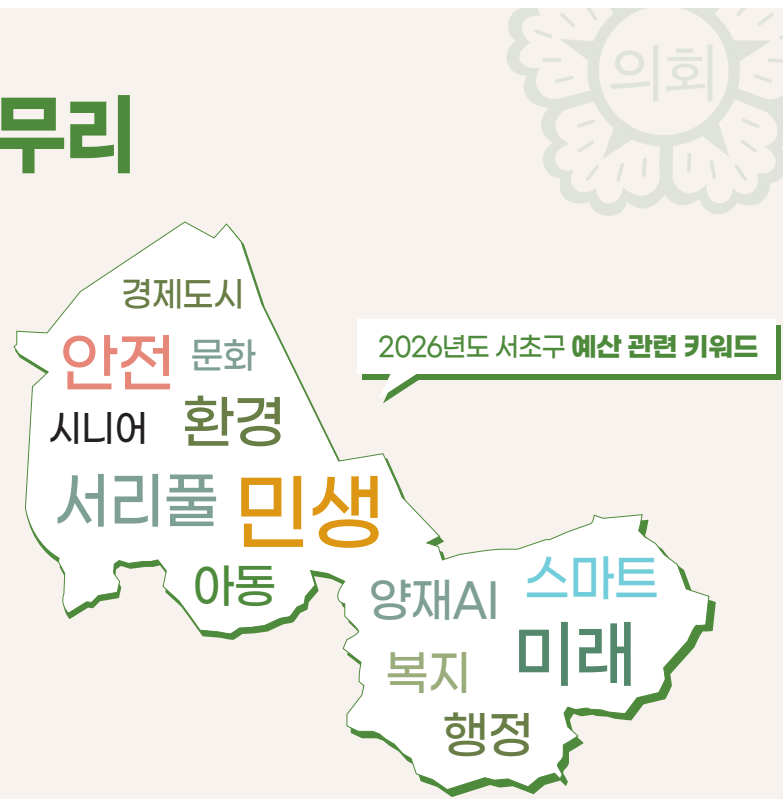 의회
무리
2026년도 서초구 예산 관련 키워드
경제도시
안전 문화
시니어 환경
서리풀 민생
아동
양재AI 스마트
복지 미래
행정